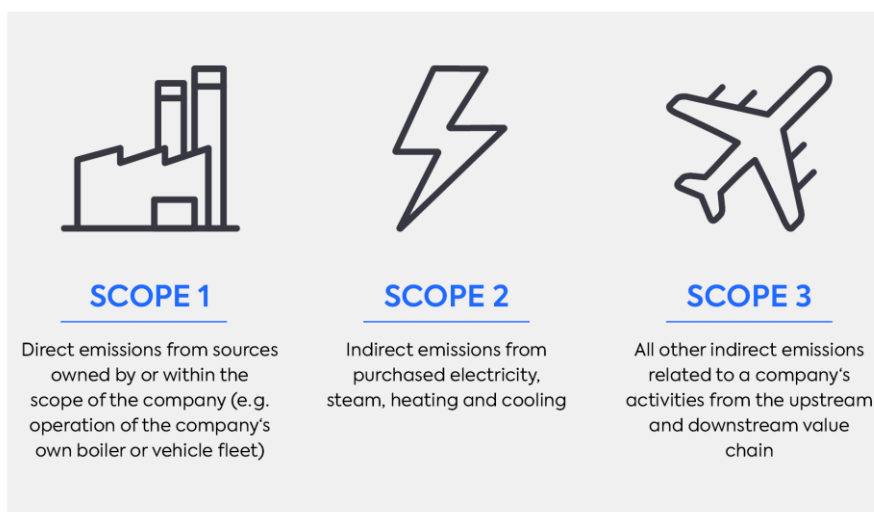 SCOPE 1
Direct emissions from sources
owned by or within the
scope of the company (e.g.
operation of the company‘s
own boiler or vehicle fleet)
SCOPE 2
Indirect emissions from
purchased electricity,
steam, heating and cooling
SCOPE 3
All other indirect emissions
related to a company‘s
activities from the upstream
and downstream value
chain